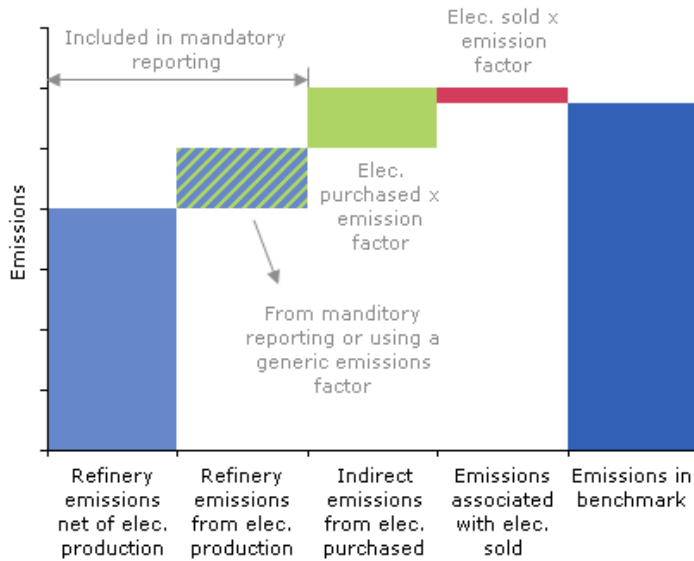 Elec. sold x
emission
factor
Included in mandatory
reporting
Elec.
purchased x
emission
factor
From manditory
reporting or using a
generic emissions
factor
Emissions
Refinery
emissions
net of elec.
production
Refinery
emissions
from elec.
production
Indirect
emissions
from elec.
purchased
Emissions
associated
with elec.
sold
Emissions in
benchmark